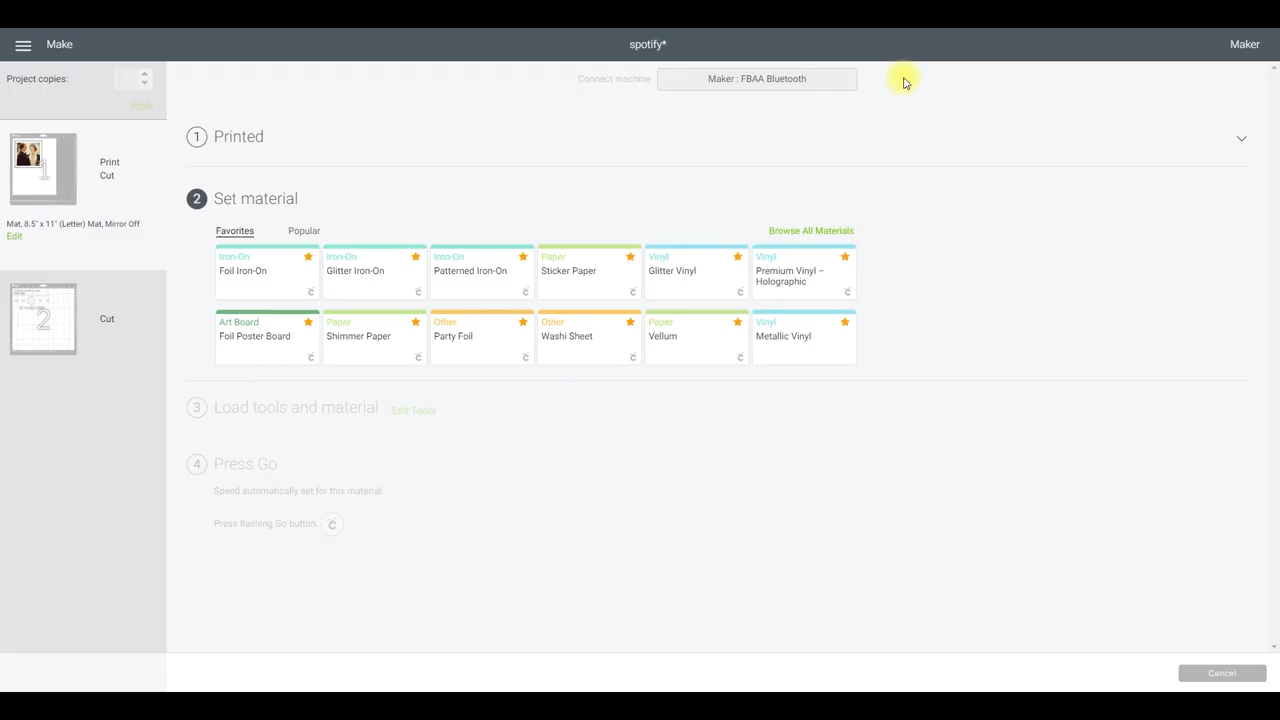 Make
spotify*
Maker
Project copies:
1
Apply
Connect machine
Maker : FBAA Bluetooth
1 Printed
Print
Cut
1
Mat, 8.5" x 11" (Letter) Mat, Mirror Off
Edit
2 Set material
Favorites
Popular
Browse All Materials
Iron-On
Foil Iron-On
Iron-On
Glitter Iron-On
Iron-On
Patterned Iron-On
Paper
Sticker Paper
Vinyl
Glitter Vinyl
Vinyl
Premium Vinyl –
Holographic
Art Board
Foil Poster Board
Paper
Shimmer Paper
Other
Party Foil
Other
Washi Sheet
Paper
Vellum
Vinyl
Metallic Vinyl
2
Cut
3 Load tools and material
Edit Tools
4 Press Go
Speed automatically set for this material.
Press flashing Go button.
Cancel